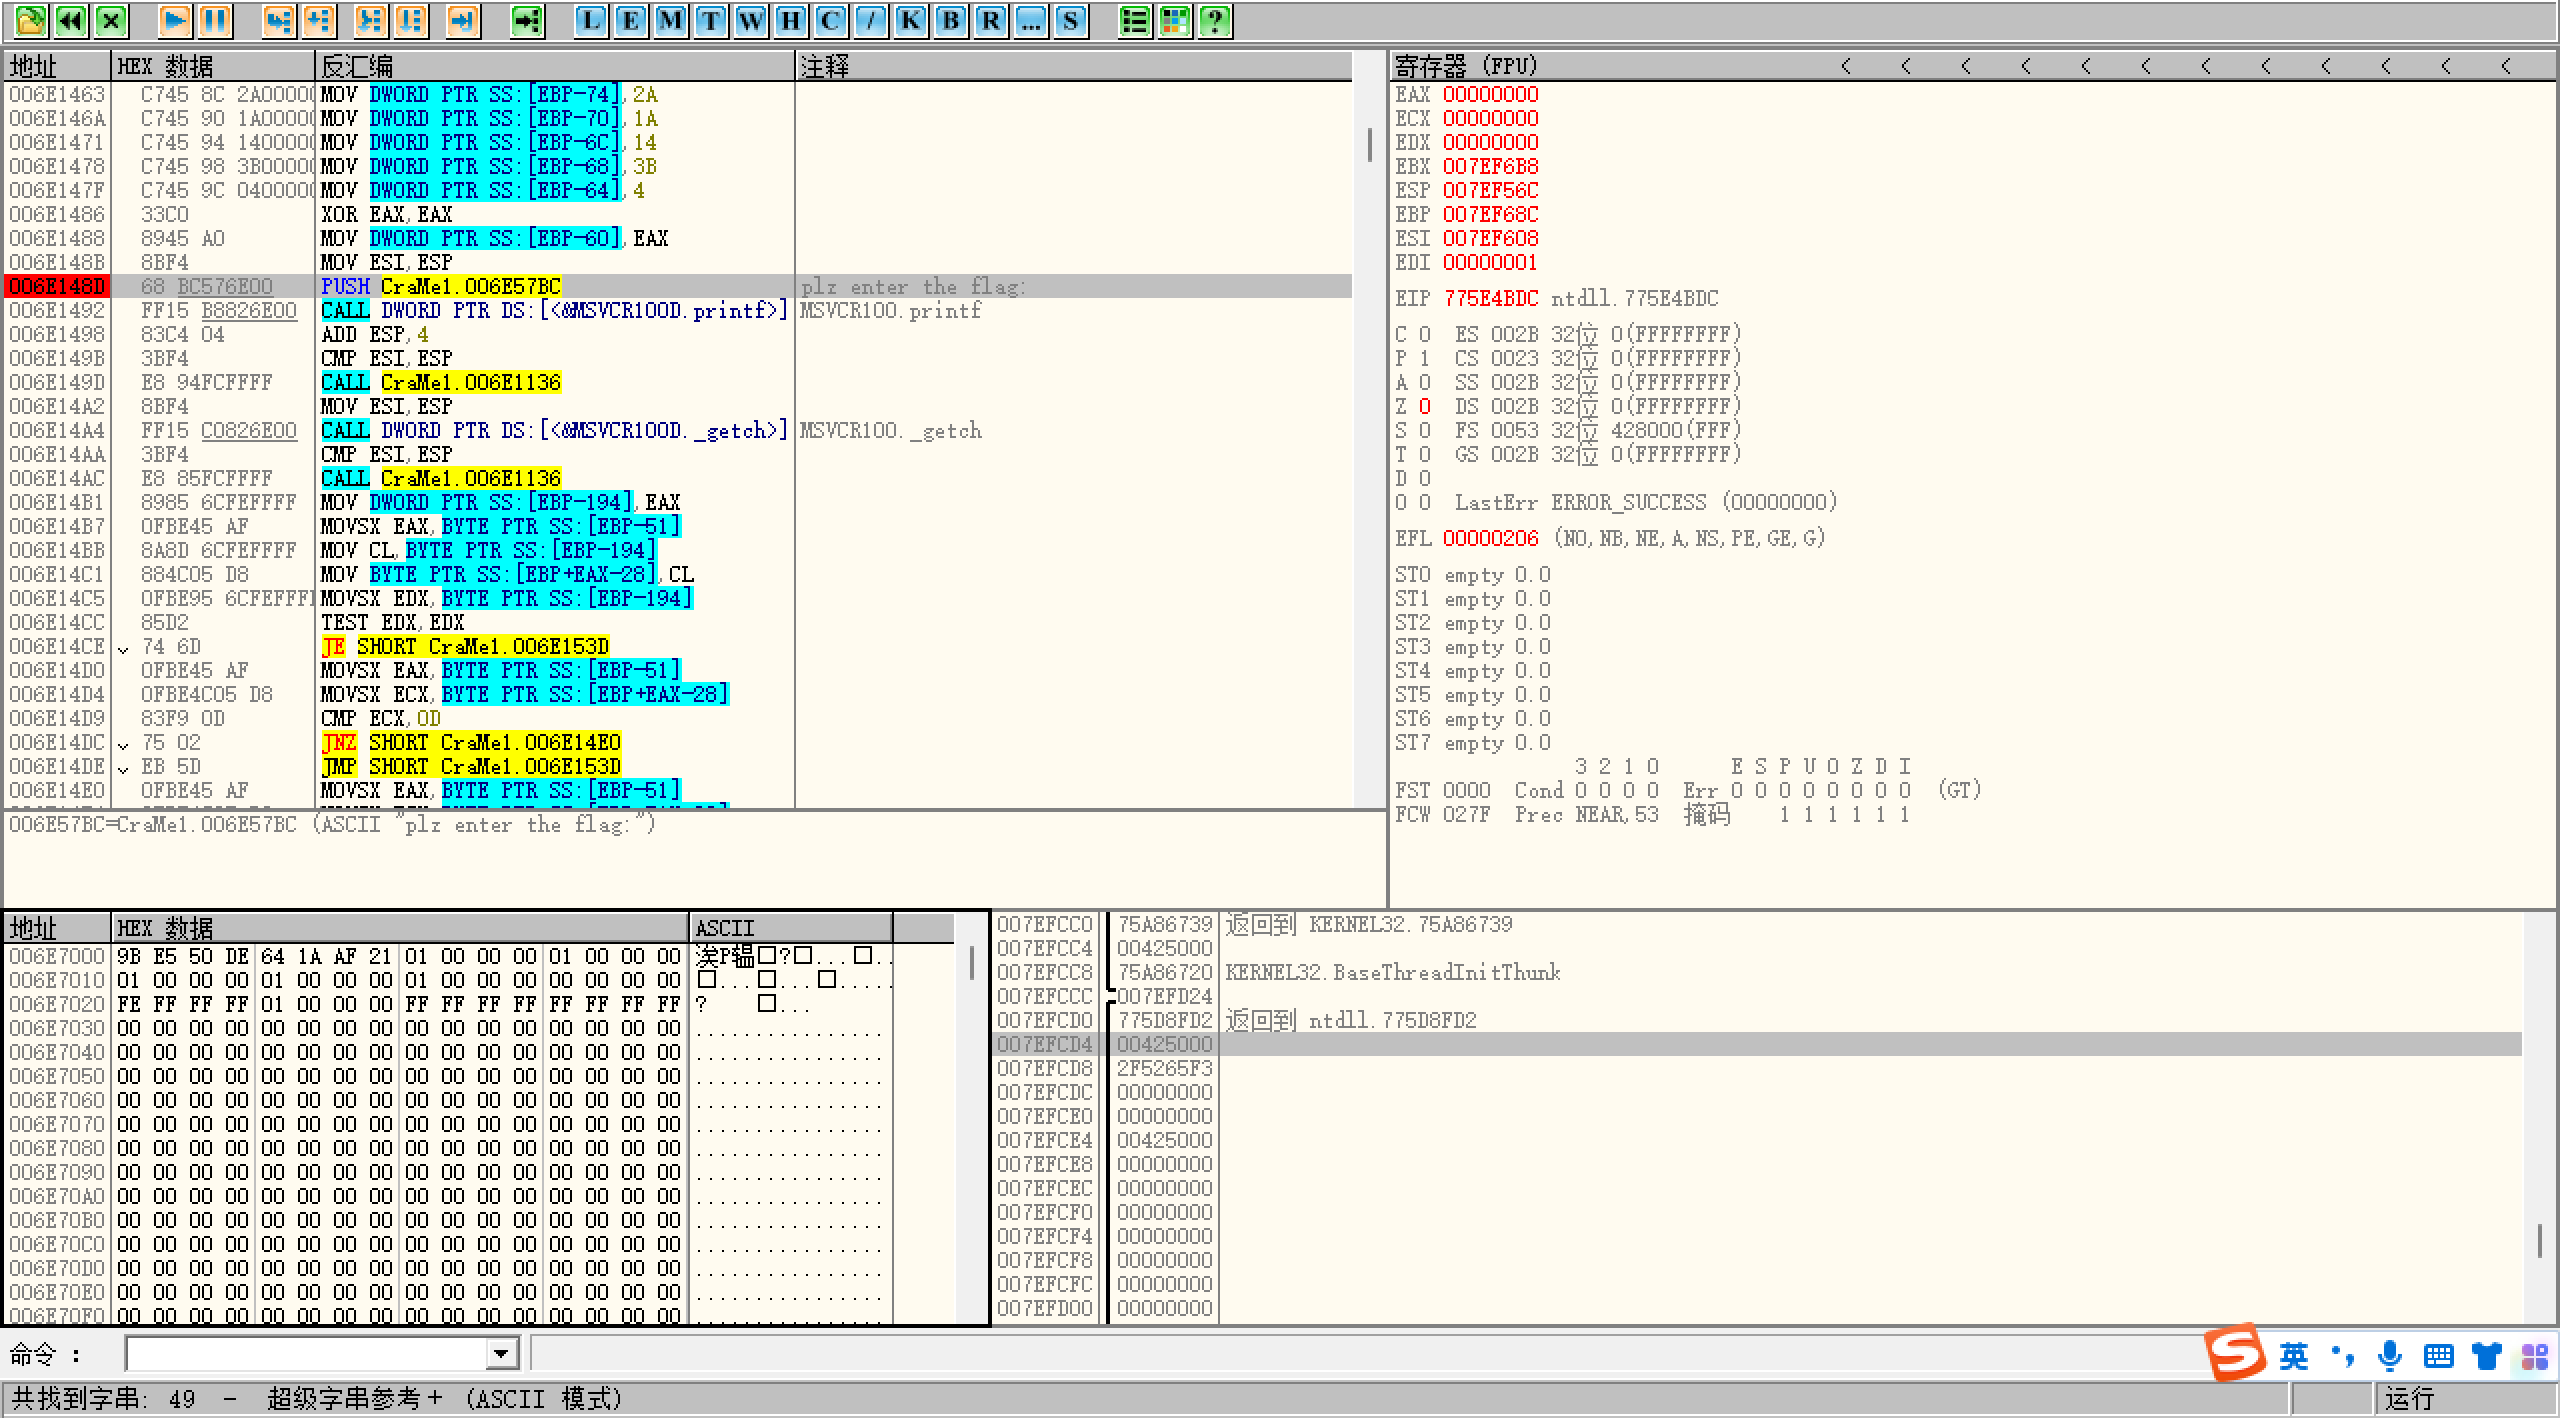 L E M T W H C / K B R ... S ?
地址 HEX 数据 反汇编 注释
006E1463 C745 8C 2A00000 MOV DWORD PTR SS:[EBP-74],2A
006E146A C745 90 1A00000 MOV DWORD PTR SS:[EBP-70],1A
006E1471 C745 94 1400000 MOV DWORD PTR SS:[EBP-6C],14
006E1478 C745 98 3B00000 MOV DWORD PTR SS:[EBP-68],3B
006E147F C745 9C 0400000 MOV DWORD PTR SS:[EBP-64],4
006E1486 33C0 XOR EAX,EAX
006E1488 8945 A0 MOV DWORD PTR SS:[EBP-60],EAX
006E148B 8BF4 MOV ESI,ESP
006E148D 68 BC576E00 PUSH CraMe1.006E57BC plz enter the flag:
006E1492 FF15 B8826E00 CALL DWORD PTR DS:[<&MSVCR100D.printf>] MSVCR100.printf
006E1498 83C4 04 ADD ESP,4
006E149B 3BF4 CMP ESI,ESP
006E149D E8 94FCFFFF CALL CraMe1.006E1136
006E14A2 8BF4 MOV ESI,ESP
006E14A4 FF15 C0826E00 CALL DWORD PTR DS:[<&MSVCR100D._getch>] MSVCR100._getch
006E14AA 3BF4 CMP ESI,ESP
006E14AC E8 85FCFFFF CALL CraMe1.006E1136
006E14B1 8985 6CFEFFFF MOV DWORD PTR SS:[EBP-194],EAX
006E14B7 0FBE45 AF MOVSX EAX,BYTE PTR SS:[EBP-51]
006E14BB 8A8D 6CFEFFFF MOV CL,BYTE PTR SS:[EBP-194]
006E14C1 884C05 D8 MOV BYTE PTR SS:[EBP+EAX-28],CL
006E14C5 0FBE95 6CFEFFF MOVSX EDX,BYTE PTR SS:[EBP-194]
006E14CC 85D2 TEST EDX,EDX
006E14CE 74 6D JE SHORT CraMe1.006E153D
006E14D0 0FBE45 AF MOVSX EAX,BYTE PTR SS:[EBP-51]
006E14D4 0FBE4C05 D8 MOVSX ECX,BYTE PTR SS:[EBP+EAX-28]
006E14D9 83F9 0D CMP ECX,0D
006E14DC 75 02 JNZ SHORT CraMe1.006E14E0
006E14DE EB 5D JMP SHORT CraMe1.006E153D
006E14E0 0FBE45 AF MOVSX EAX,BYTE PTR SS:[EBP-51]
006E57BC=CraMe1.006E57BC (ASCII "plz enter the flag:")
寄存器 (FPU) < < < < < < < < < < < <
EAX 00000000
ECX 00000000
EDX 00000000
EBX 007EF6B8
ESP 007EF56C
EBP 007EF68C
ESI 007EF608
EDI 00000001
EIP 775E4BDC ntdll.775E4BDC
C 0 ES 002B 32位 0(FFFFFFFF)
P 1 CS 0023 32位 0(FFFFFFFF)
A 0 SS 002B 32位 0(FFFFFFFF)
Z 0 DS 002B 32位 0(FFFFFFFF)
S 0 FS 0053 32位 428000(FFF)
T 0 GS 002B 32位 0(FFFFFFFF)
D 0
O 0 LastErr ERROR_SUCCESS (00000000)
EFL 00000206 (NO,NB,NE,A,NS,PE,GE,G)
ST0 empty 0.0
ST1 empty 0.0
ST2 empty 0.0
ST3 empty 0.0
ST4 empty 0.0
ST5 empty 0.0
ST6 empty 0.0
ST7 empty 0.0
3 2 1 0 E S P U O Z D I
FST 0000 Cond 0 0 0 0 Err 0 0 0 0 0 0 0 0 (GT)
FCW 027F Prec NEAR,53 掩码 1 1 1 1 1 1
地址 HEX 数据 ASCII
006E7000 9B E5 50 DE 64 1A AF 21 01 00 00 00 01 00 00 00
006E7010 01 00 00 00 01 00 00 00 01 00 00 00 00 00 00 00
006E7020 FE FF FF FF 01 00 00 00 FF FF FF FF FF FF FF FF ? □...
006E7030 00 00 00 00 00 00 00 00 00 00 00 00 00 00 00 00 ................
006E7040 00 00 00 00 00 00 00 00 00 00 00 00 00 00 00 00 ................
006E7050 00 00 00 00 00 00 00 00 00 00 00 00 00 00 00 00 ................
006E7060 00 00 00 00 00 00 00 00 00 00 00 00 00 00 00 00 ................
006E7070 00 00 00 00 00 00 00 00 00 00 00 00 00 00 00 00 ................
006E7080 00 00 00 00 00 00 00 00 00 00 00 00 00 00 00 00 ................
006E7090 00 00 00 00 00 00 00 00 00 00 00 00 00 00 00 00 ................
006E70A0 00 00 00 00 00 00 00 00 00 00 00 00 00 00 00 00 ................
006E70B0 00 00 00 00 00 00 00 00 00 00 00 00 00 00 00 00 ................
006E70C0 00 00 00 00 00 00 00 00 00 00 00 00 00 00 00 00 ................
006E70D0 00 00 00 00 00 00 00 00 00 00 00 00 00 00 00 00 ................
006E70E0 00 00 00 00 00 00 00 00 00 00 00 00 00 00 00 00 ................
006E70F0 00 00 00 00 00 00 00 00 00 00 00 00 00 00 00 00 ................
007EFCC0 75A86739 返回到 KERNEL32.75A86739
007EFCC4 00425000
007EFCC8 75A86720 KERNEL32.BaseThreadInitThunk
007EFCCC 007EFD24
007EFCD0 775D8FD2 返回到 ntdll.775D8FD2
007EFCD4 00425000
007EFCD8 2F5265F3
007EFCDC 00000000
007EFCE0 00000000
007EFCE4 00425000
007EFCE8 00000000
007EFCEC 00000000
007EFCF0 00000000
007EFCF4 00000000
007EFCF8 00000000
007EFCFC 00000000
007EFD00 00000000
命令 :
S 英
共找到字串: 49 - 超级字串参考+ (ASCII 模式) 运行